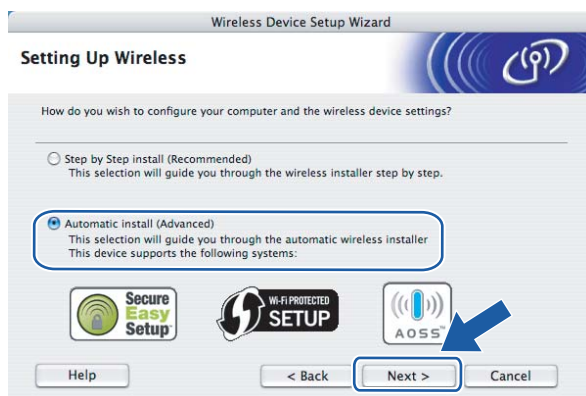 Wireless Device Setup Wizard
Setting Up Wireless
How do you wish to configure your computer and the wireless device settings?
Step by Step install (Recommended)
This selection will guide you through the wireless installer step by step.
Automatic install (Advanced)
This selection will guide you through the automatic wireless installer
This device supports the following systems:
Secure
Easy
Setup
Wi-Fi PROTECTED
SETUP
AOSS™
Help
< Back
Next >
Cancel